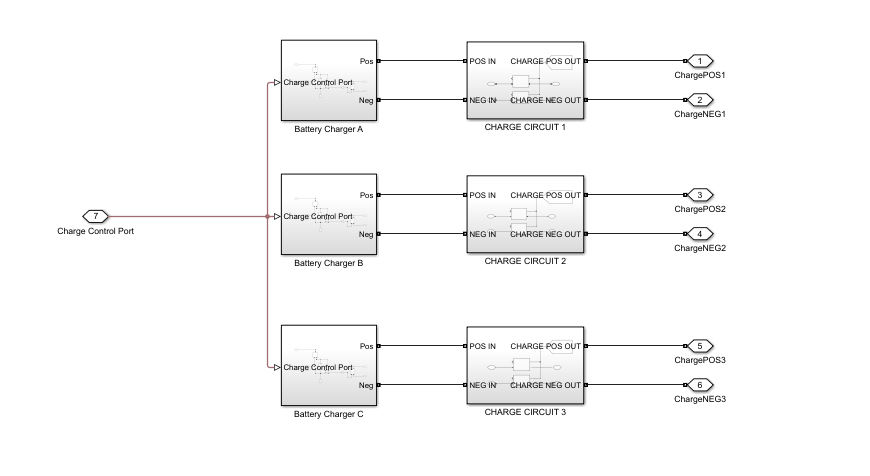 Pos
POS IN
CHARGE POS OUT
1
ChargePOS1
Charge Control Port
Neg
NEG IN
CHARGE NEG OUT
2
ChargeNEG1
Battery Charger A
CHARGE CIRCUIT 1
Pos
POS IN
CHARGE POS OUT
3
ChargePOS2
7
Charge Control Port
Charge Control Port
Neg
NEG IN
CHARGE NEG OUT
4
ChargeNEG2
Battery Charger B
CHARGE CIRCUIT 2
Pos
POS IN
CHARGE POS OUT
5
ChargePOS3
Charge Control Port
Neg
NEG IN
CHARGE NEG OUT
6
ChargeNEG3
Battery Charger C
CHARGE CIRCUIT 3